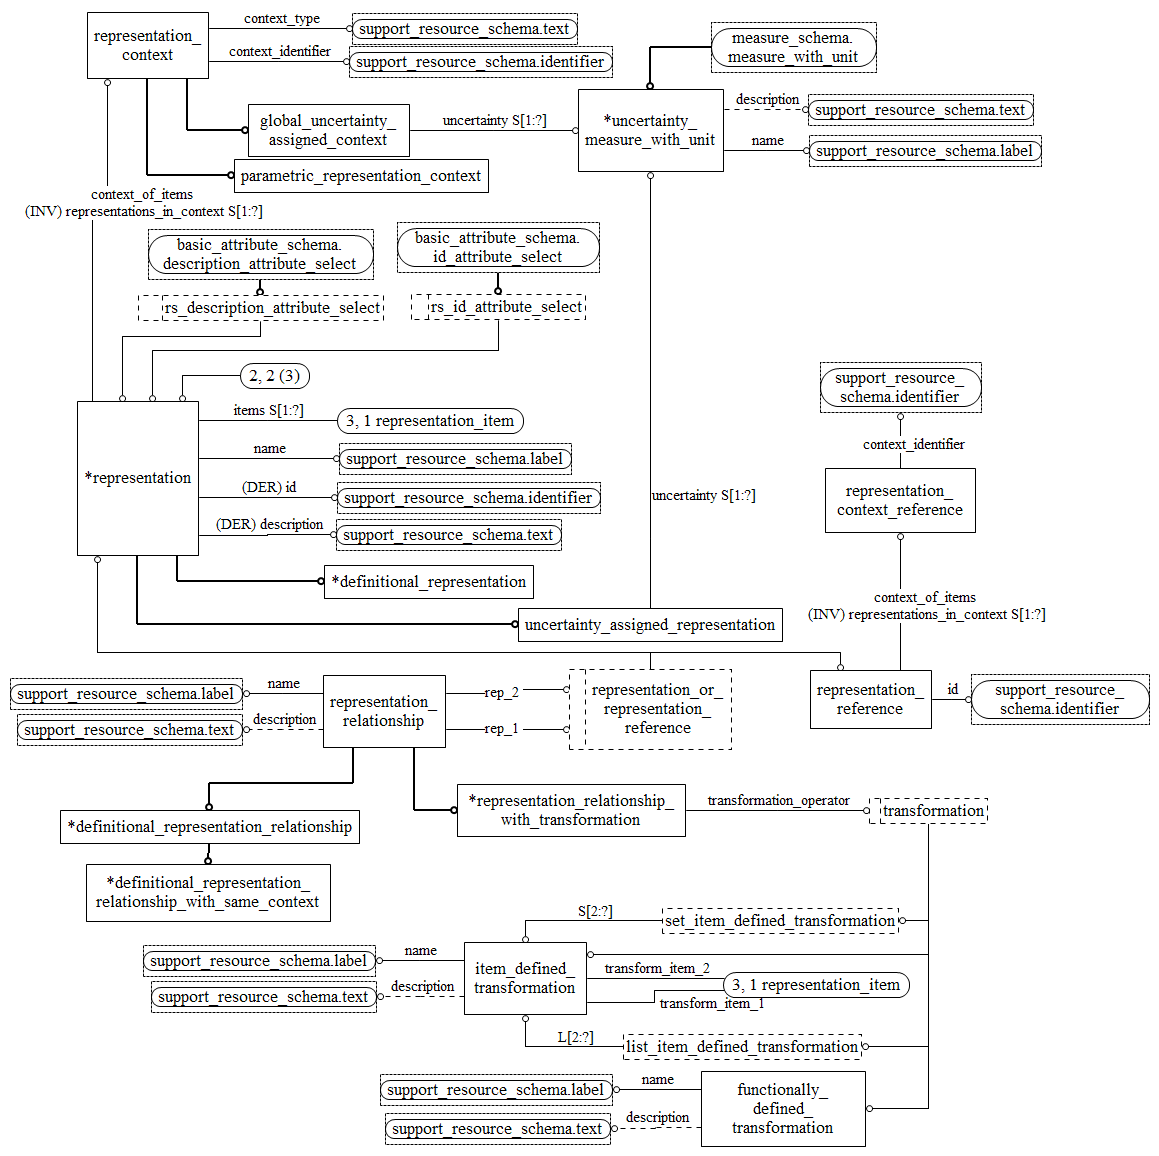 representation_
context
context_type
support_resource_schema.text
context_identifier
support_resource_schema.identifier
measure_schema.
measure_with_unit
global_uncertainty_
assigned_context
uncertainty S[1:?]
*uncertainty_
measure_with_unit
description
support_resource_schema.text
name
support_resource_schema.label
parametric_representation_context
context_of_items
(INV) representations_in_context S[1:?]
basic_attribute_schema.
description_attribute_select
basic_attribute_schema.
id_attribute_select
rs_description_attribute_select
rs_id_attribute_select
2, 2 (3)
items S[1:?]
3, 1 representation_item
*representation
name
support_resource_schema.label
(DER) id
support_resource_schema.identifier
(DER) description
support_resource_schema.text
uncertainty S[1:?]
support_resource_
schema.identifier
context_identifier
representation_
context_reference
*definitional_representation
uncertainty_assigned_representation
context_of_items
(INV) representations_in_context S[1:?]
name
support_resource_schema.label
description
support_resource_schema.text
representation_
relationship
rep_2
rep_1
representation_or_
representation_
reference
representation_
reference
id
support_resource_
schema.identifier
*definitional_representation_relationship
*representation_relationship_
with_transformation
transformation_operator
transformation
*definitional_representation_
relationship_with_same_context
S[2:?]
set_item_defined_transformation
name
support_resource_schema.label
description
support_resource_schema.text
item_defined_
transformation
transform_item_2
3, 1 representation_item
transform_item_1
L[2:?]
list_item_defined_transformation
name
support_resource_schema.label
description
support_resource_schema.text
functionally_
defined_
transformation